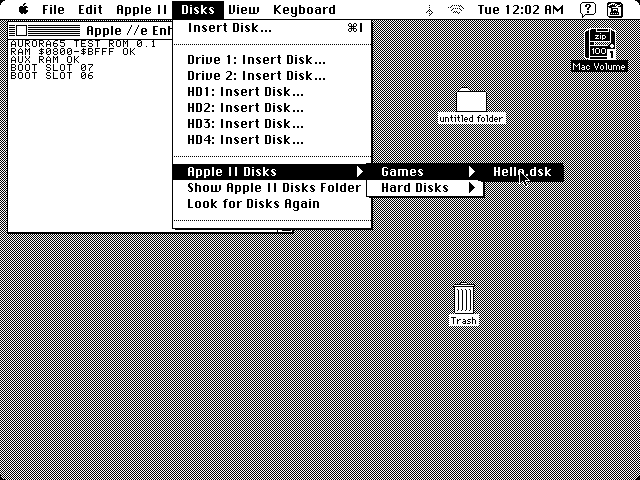 File Edit Apple II Disks View Keyboard Tue 12:02 AM
Apple //e Enh
AURORA65 TEST ROM 0.1
RAM $0800-$BFFF OK
AUX RAM OK
BOOT SLOT 07
BOOT SLOT 06
Insert Disk... ⌘I
Drive 1: Insert Disk...
Drive 2: Insert Disk...
HD1: Insert Disk...
HD2: Insert Disk...
HD3: Insert Disk...
HD4: Insert Disk...
Apple II Disks
Show Apple II Disks Folder
Look for Disks Again
Games
Hard Disks
Hello.dsk
zip
100
Mac Volume
untitled folder
Trash